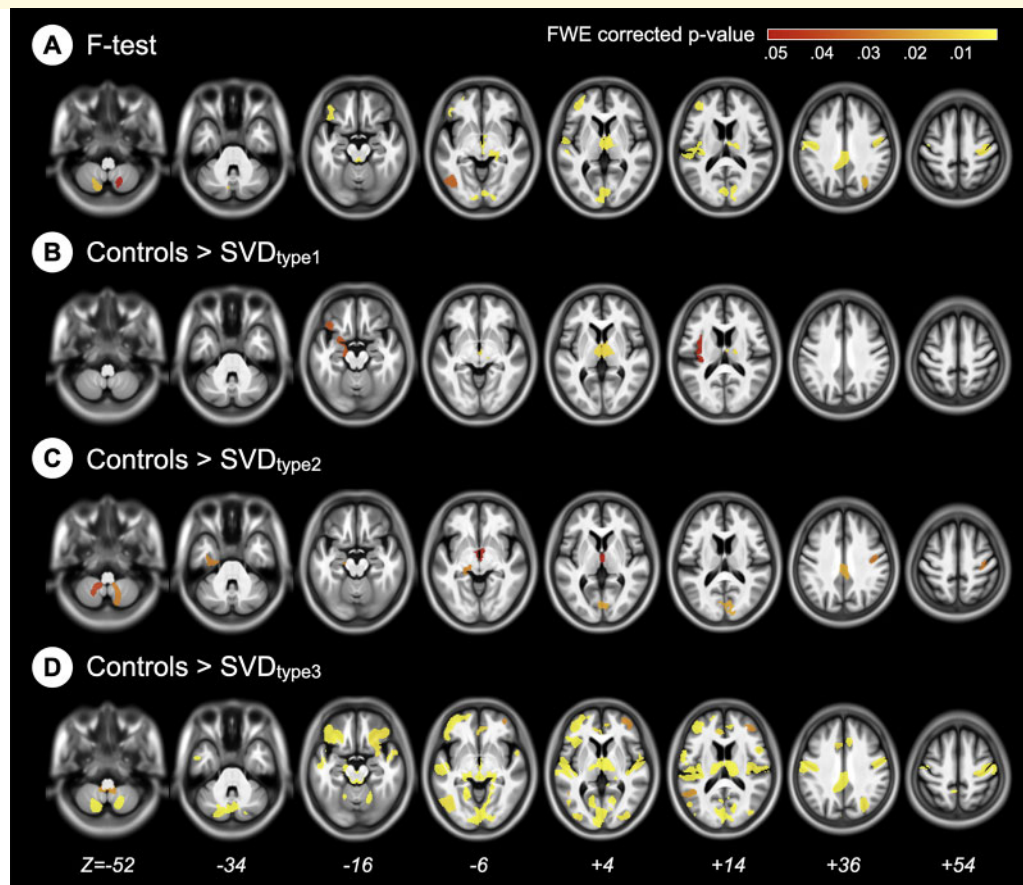 A F-test
FWE corrected p-value
.05 .04 .03 .02 .01
B Controls > SVDtype1
C Controls > SVDtype2
D Controls > SVDtype3
Z=-52 -34 -16 -6 +4 +14 +36 +54